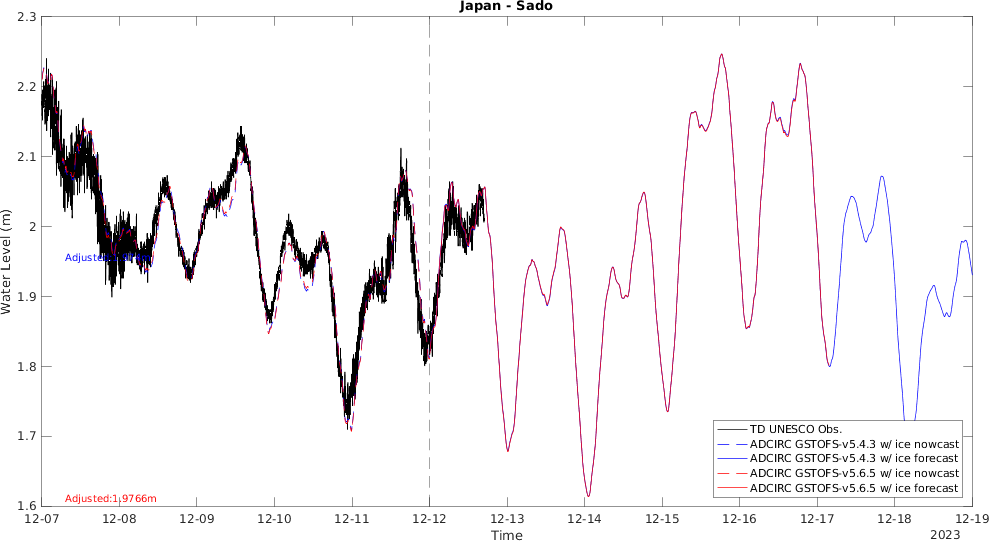 Japan - Sado
Water Level (m)
2.3
2.2
2.1
2
1.9
1.8
1.7
1.6
Adjusted:
Adjusted:1.9766m
TD UNESCO Obs.
ADCIRC GSTOFS-v5.4.3 w/ ice nowcast
ADCIRC GSTOFS-v5.4.3 w/ ice forecast
ADCIRC GSTOFS-v5.6.5 w/ ice nowcast
ADCIRC GSTOFS-v5.6.5 w/ ice forecast
12-07 12-08 12-09 12-10 12-11 12-12 12-13 12-14 12-15 12-16 12-17 12-18 12-19
Time
2023